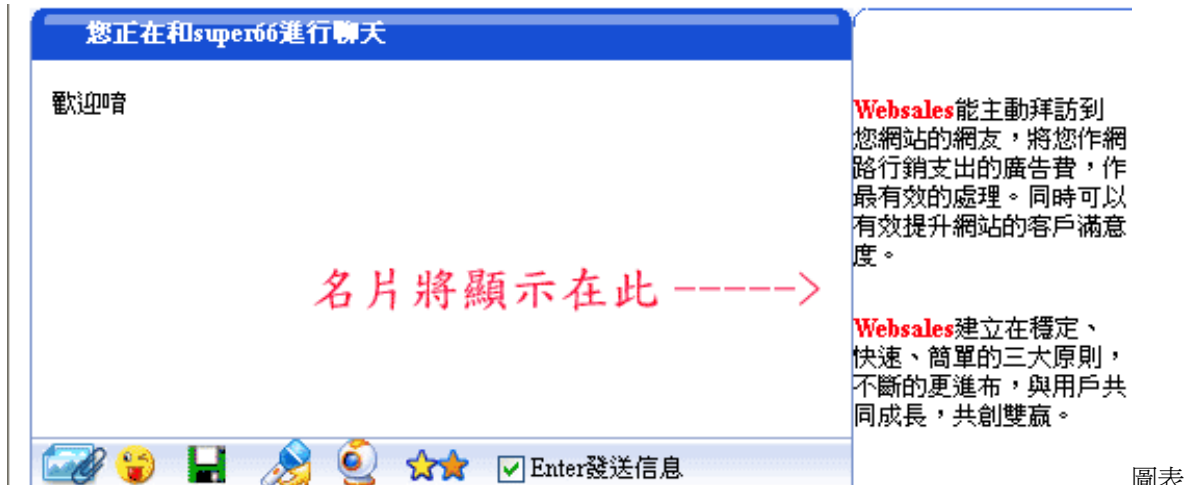 您正在和super66進行聊天
歡迎唷
名片將顯示在此 ----->
Websales能主動拜訪到
您網站的網友，將您作網
路行銷支出的廣告費，作
最有效的處理。同時可以
有效提升網站的客戶滿意
度。
Websales建立在穩定、
快速、簡單的三大原則，
不斷的更進布，與用戶共
同成長，共創雙贏。
Enter發送信息
圖表